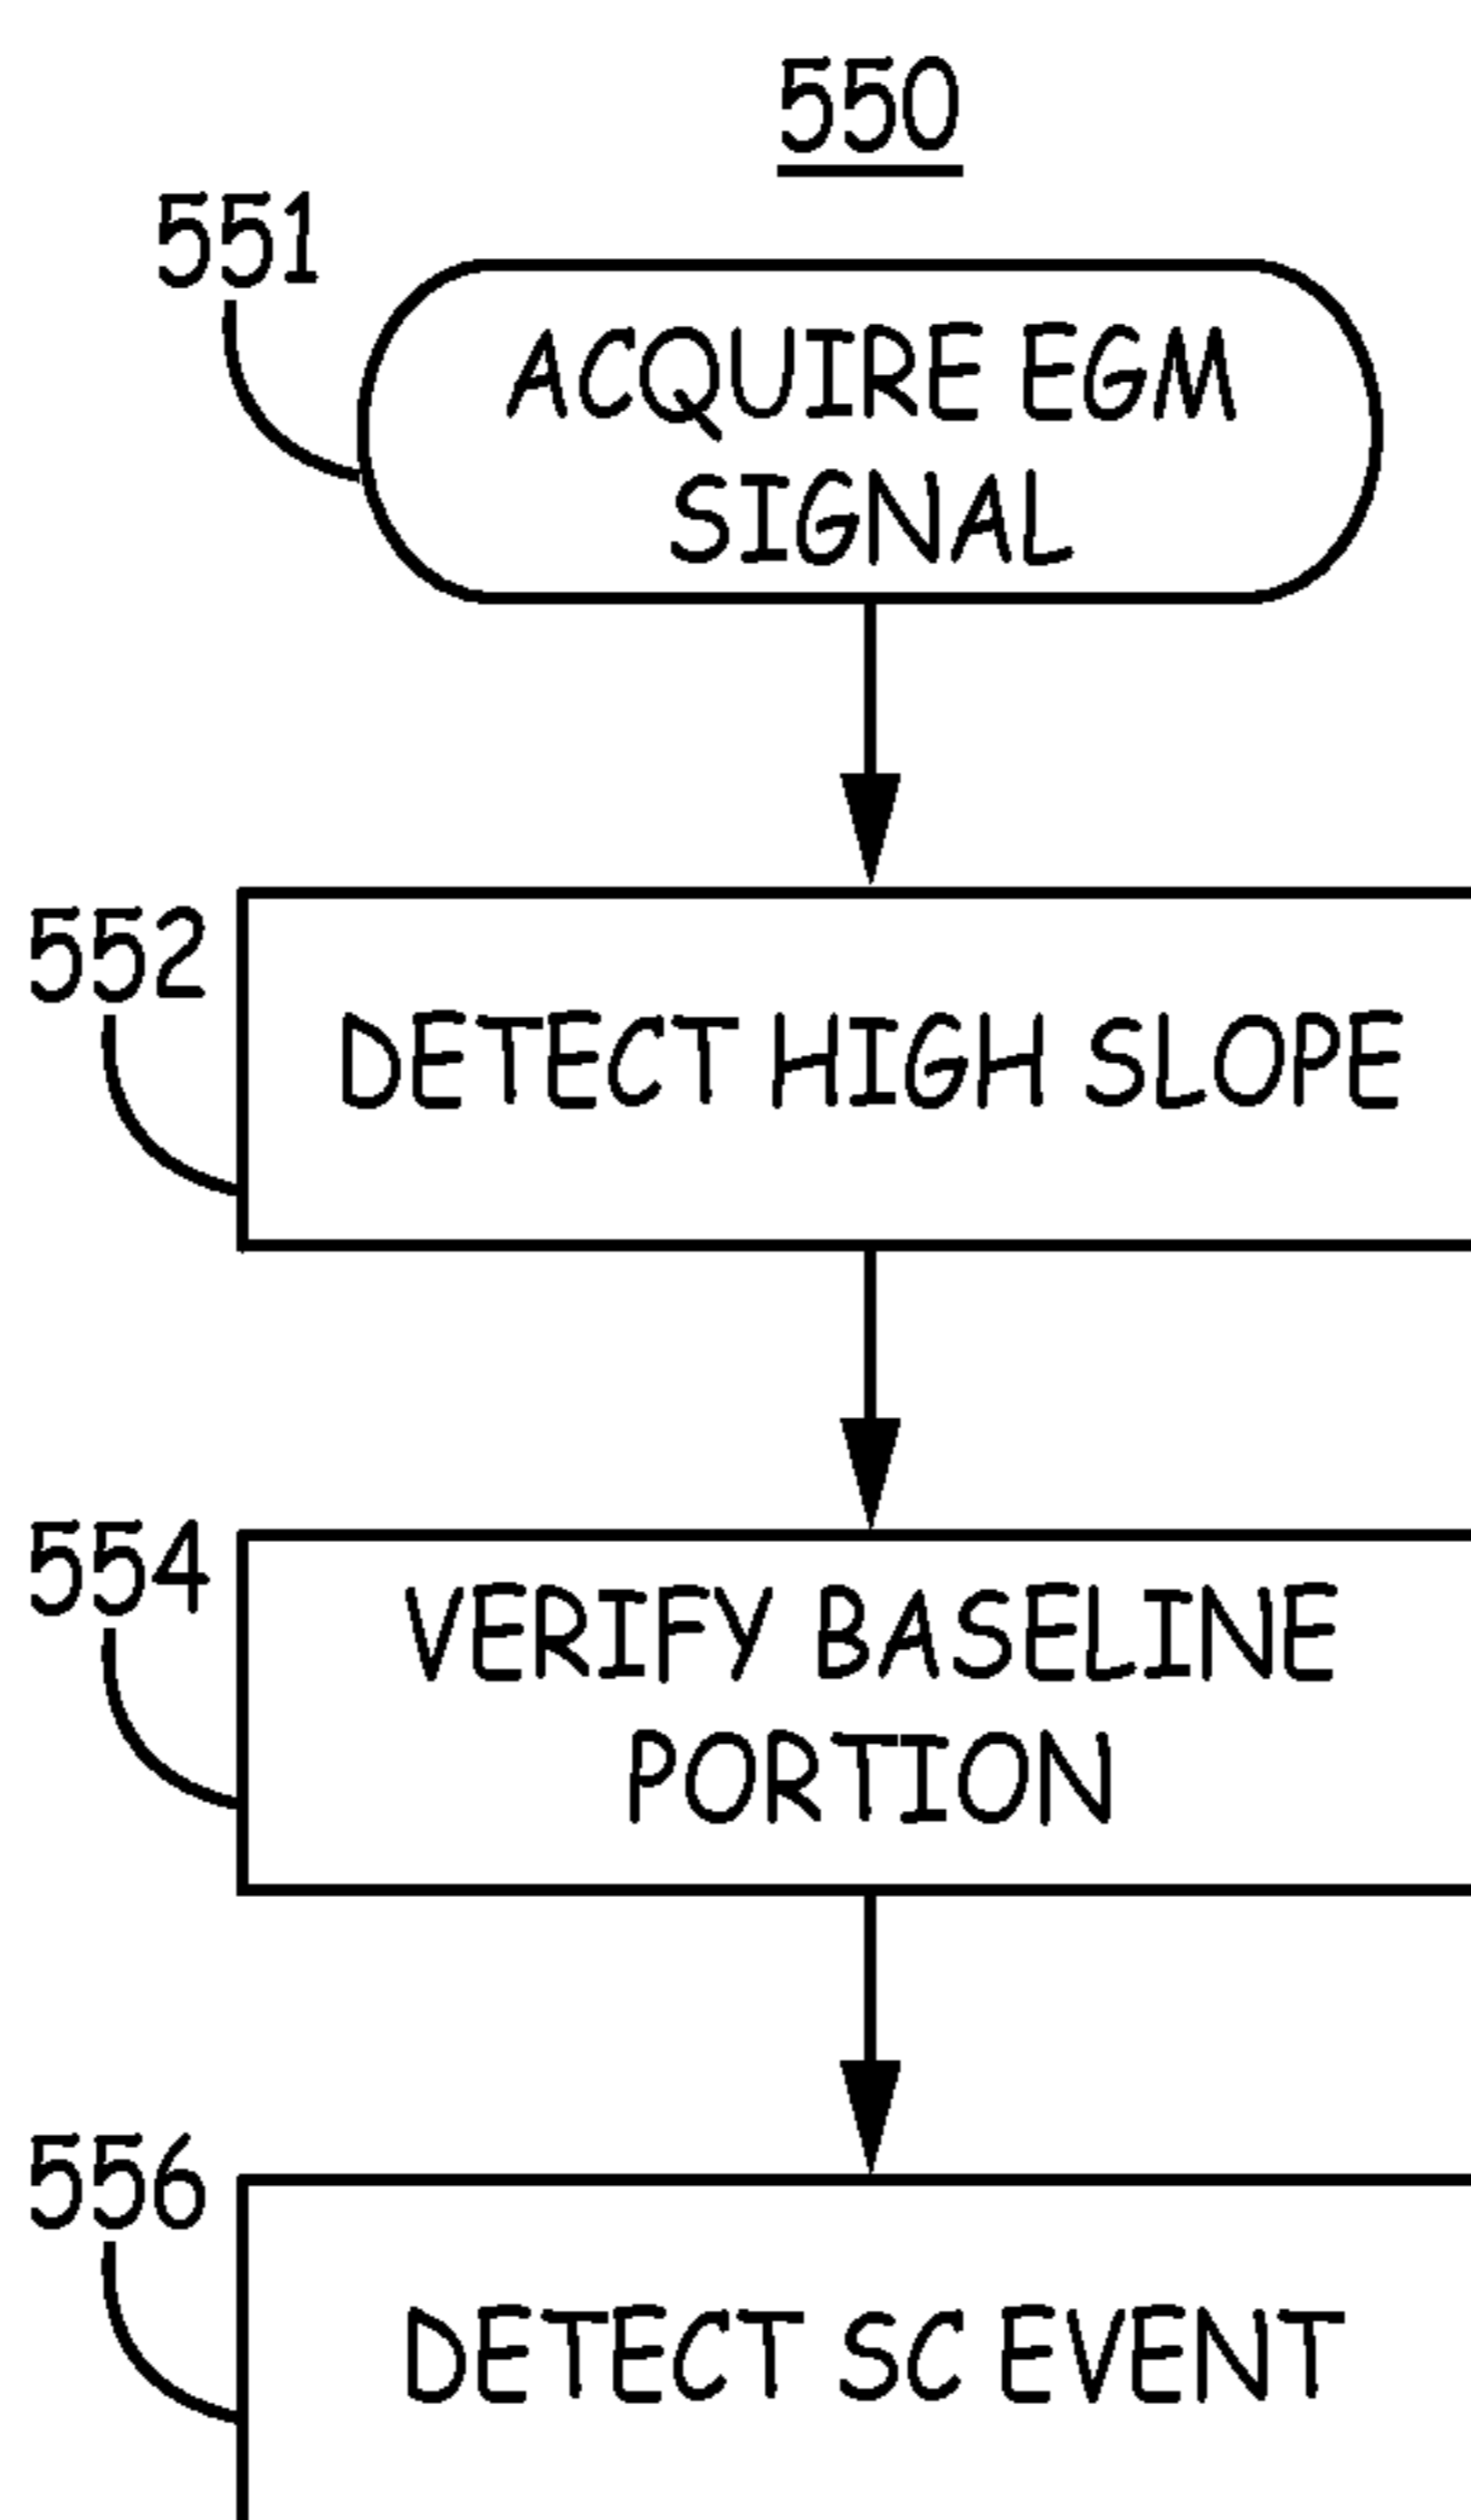 550
551
ACQUIRE EGM
SIGNAL
552
DETECT HIGH SLOPE
554
VERIFY BASELINE
PORTION
556
DETECT SC EVENT